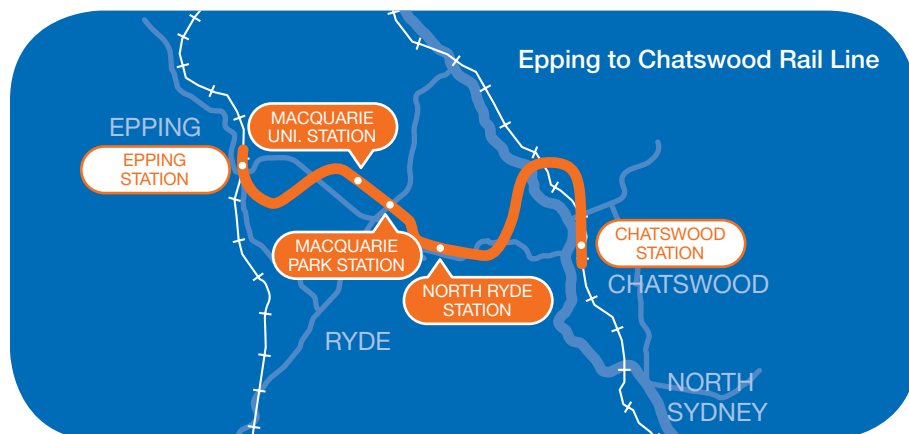 Epping to Chatswood Rail Line
EPPING
MACQUARIE
UNI. STATION
EPPING
STATION
MACQUARIE
PARK STATION
CHATSWOOD
STATION
NORTH RYDE
STATION
CHATSWOOD
RYDE
NORTH
SYDNEY